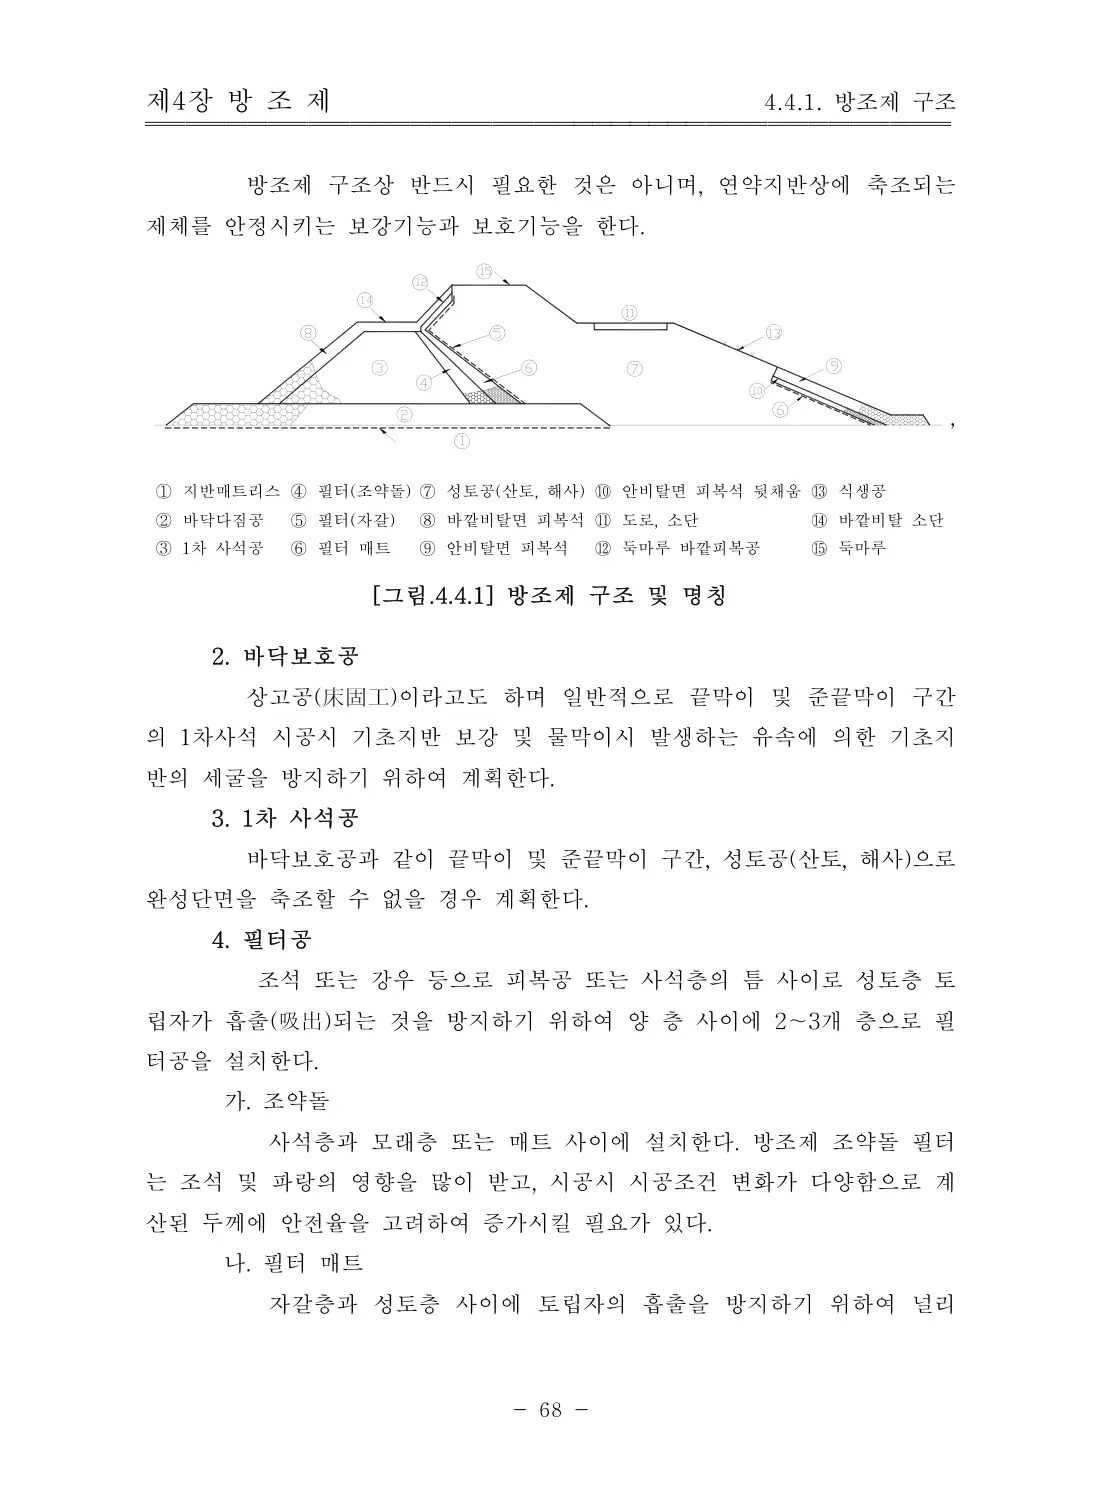 제4장 방 조 제
4.4.1. 방조제 구조
방조제 구조상 반드시 필요한 것은 아니며, 연약지반상에 축조되는
제체를 안정시키는 보강기능과 보호기능을 한다.
⑮
⑫
⑭
⑪
⑧
⑤
⑬
③
④
⑥
⑦
⑨
⑩
⑥
②
①
,
① 지반매트리스 ④ 필터(조약돌) ⑦ 성토공(산토, 해사) ⑩ 안비탈면 피복석 뒷채움 ⑬ 식생공
② 바닥다짐공 ⑤ 필터(자갈) ⑧ 바깥비탈면 피복석 ⑪ 도로, 소단 ⑭ 바깥비탈 소단
③ 1차 사석공 ⑥ 필터 매트 ⑨ 안비탈면 피복석 ⑫ 둑마루 바깥피복공 ⑮ 둑마루
[그림.4.4.1] 방조제 구조 및 명칭
2. 바닥보호공
상고공(床固工)이라고도 하며 일반적으로 끝막이 및 준끝막이 구간
의 1차사석 시공시 기초지반 보강 및 물막이시 발생하는 유속에 의한 기초지
반의 세굴을 방지하기 위하여 계획한다.
3. 1차 사석공
바닥보호공과 같이 끝막이 및 준끝막이 구간, 성토공(산토, 해사)으로
완성단면을 축조할 수 없을 경우 계획한다.
4. 필터공
조석 또는 강우 등으로 피복공 또는 사석층의 틈 사이로 성토층 토
립자가 흡출(吸出)되는 것을 방지하기 위하여 양 층 사이에 2~3개 층으로 필
터공을 설치한다.
가. 조약돌
사석층과 모래층 또는 매트 사이에 설치한다. 방조제 조약돌 필터
는 조석 및 파랑의 영향을 많이 받고, 시공시 시공조건 변화가 다양함으로 계
산된 두께에 안전율을 고려하여 증가시킬 필요가 있다.
나. 필터 매트
자갈층과 성토층 사이에 토립자의 흡출을 방지하기 위하여 널리
- 68 -